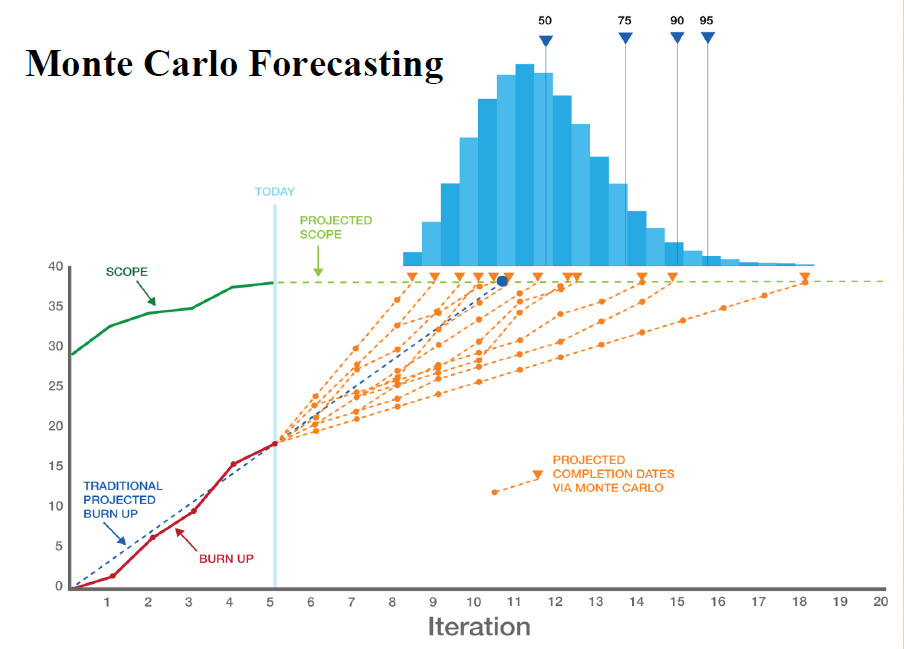 50 75 90 95
Monte Carlo Forecasting
TODAY
PROJECTED
SCOPE
SCOPE
40
35
30
25
20
15
10
5
0
TRADITIONAL
PROJECTED
BURN UP
BURN UP
PROJECTED
COMPLETION DATES
VIA MONTE CARLO
1 2 3 4 5 6 7 8 9 10 11 12 13 14 15 16 17 18 19 20
Iteration